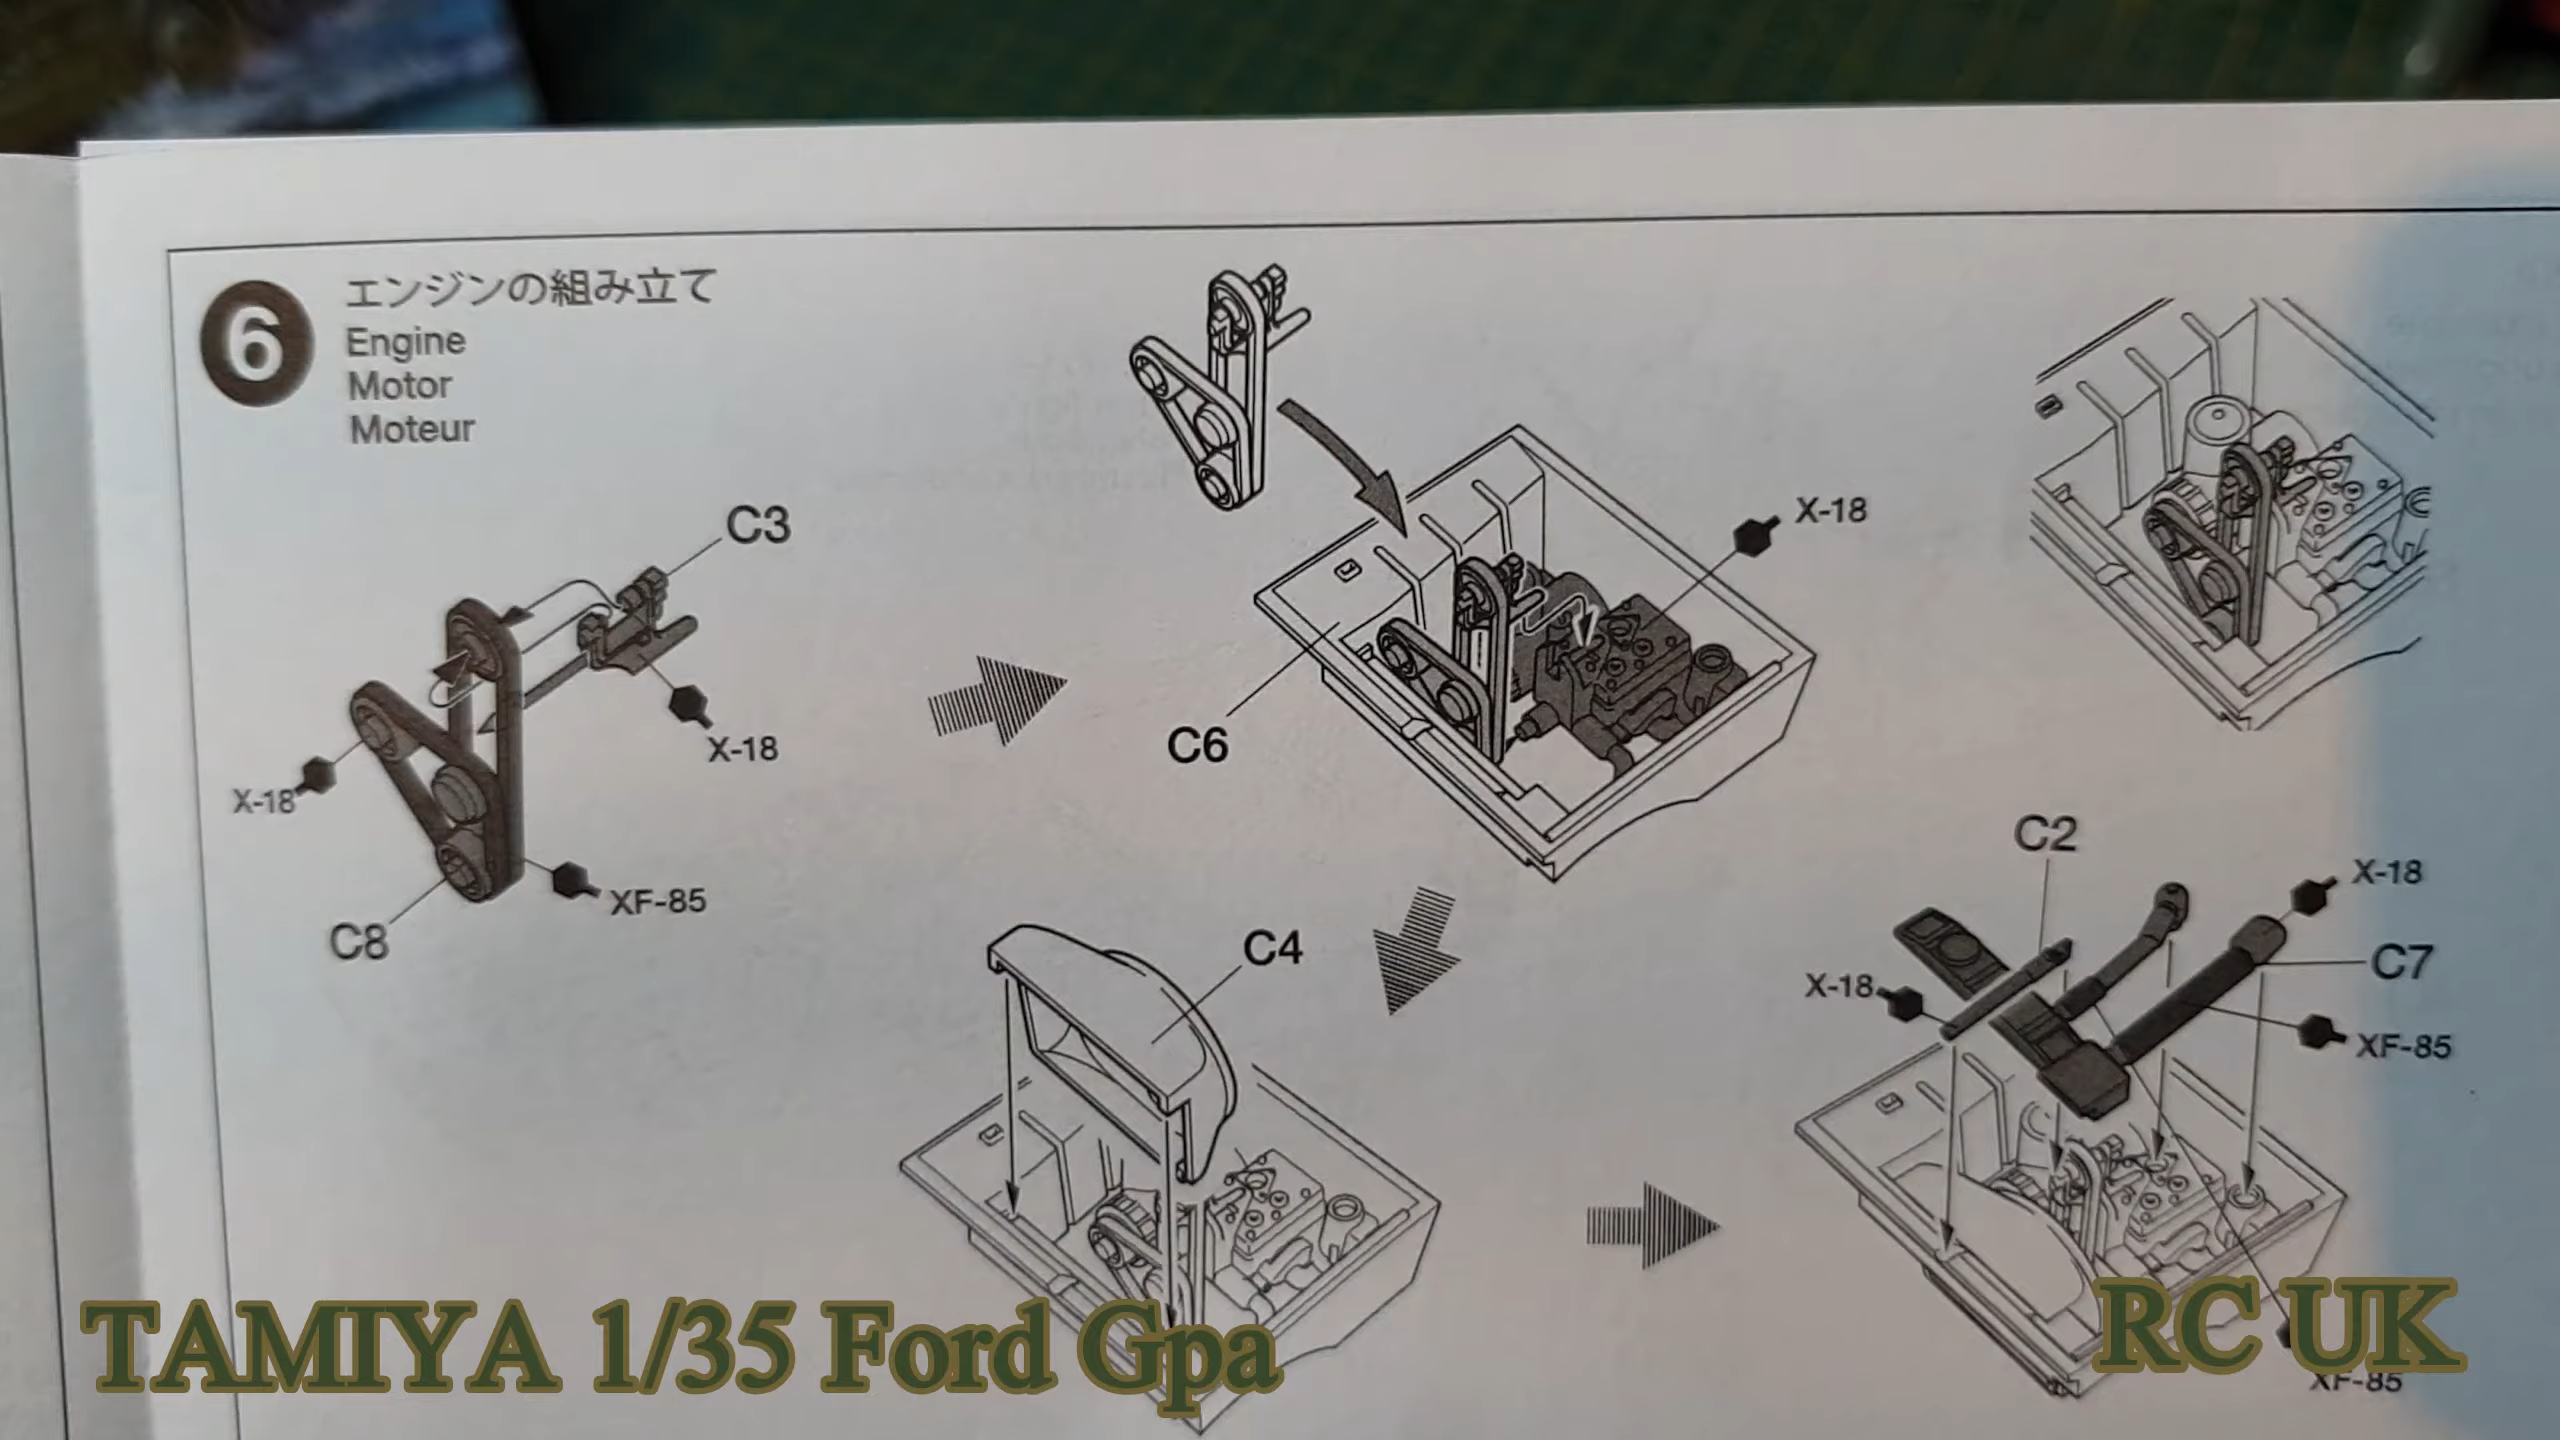 6
エンジンの組み立て
Engine
Motor
Moteur
C3
X-18
X-18
XF-85
C8
X-18
C6
C4
C2
X-18
X-18
C7
XF-85
XF-85
TAMIYA 1/35 Ford Gpa
RC UK